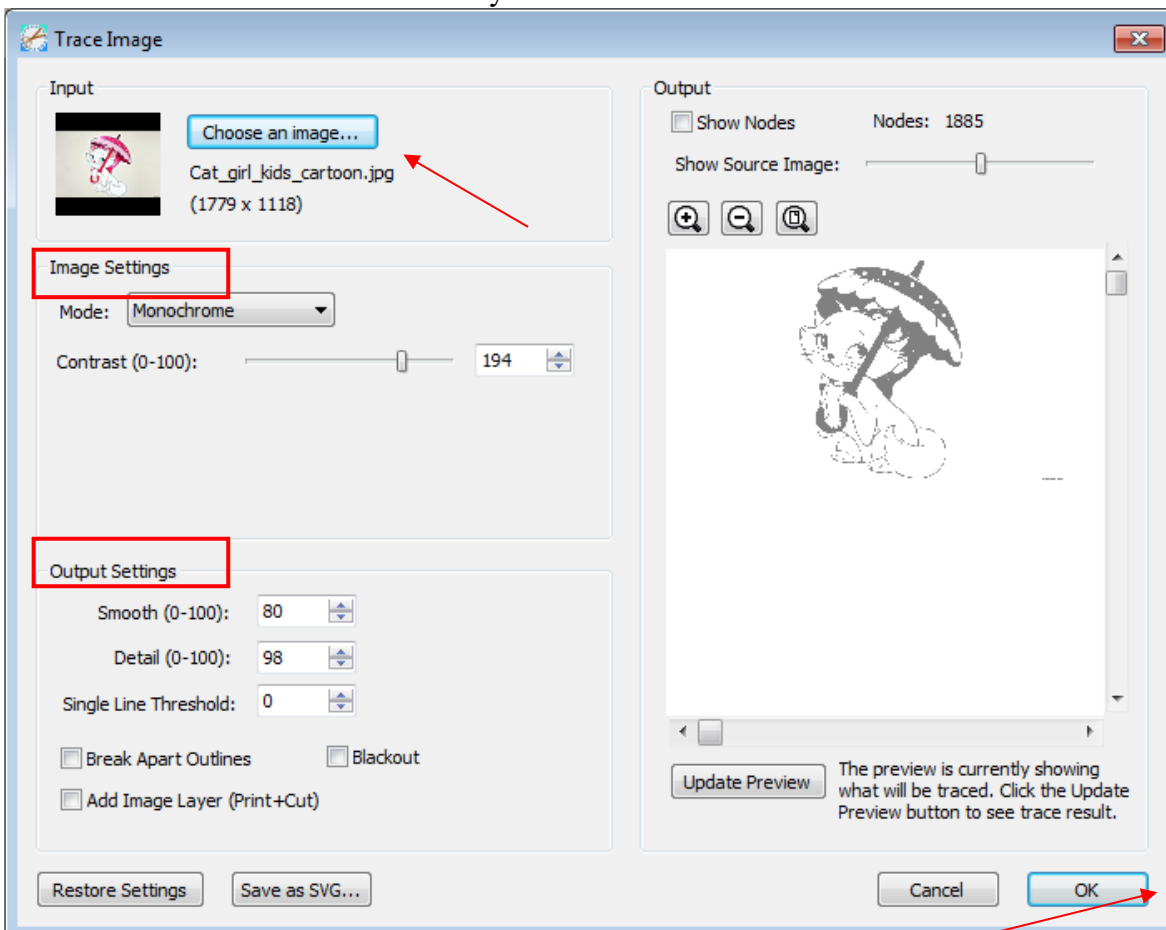 Trace Image
Input
Choose an image...
Cat_girl_kids_cartoon.jpg
(1779 x 1118)
Image Settings
Mode: Monochrome
Contrast (0-100): 194
Output Settings
Smooth (0-100): 80
Detail (0-100): 98
Single Line Threshold: 0
Break Apart Outlines Blackout
Add Image Layer (Print+Cut)
Restore Settings Save as SVG...
Output
Show Nodes Nodes: 1885
Show Source Image:
Update Preview
The preview is currently showing
what will be traced. Click the Update
Preview button to see trace result.
Cancel OK